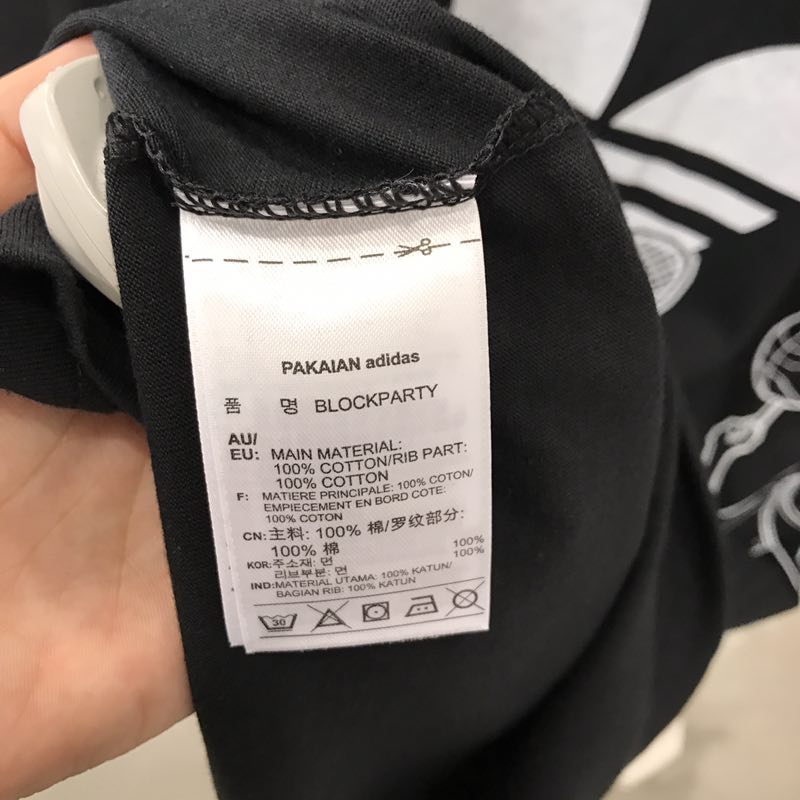 PAKAIAN adidas
품 명 BLOCKPARTY
AU/
EU: MAIN MATERIAL:
100% COTTON/RIB PART:
100% COTTON
F: MATIERE PRINCIPALE: 100% COTON/
EMPIECEMENT EN BORD COTE:
100% COTON
CN: 主料: 100% 棉/罗纹部分:
100% 棉
KOR: 주소재: 면 100%
리브부분: 면 100%
IND: MATERIAL UTAMA: 100% KATUN/
BAGIAN RIB: 100% KATUN
30